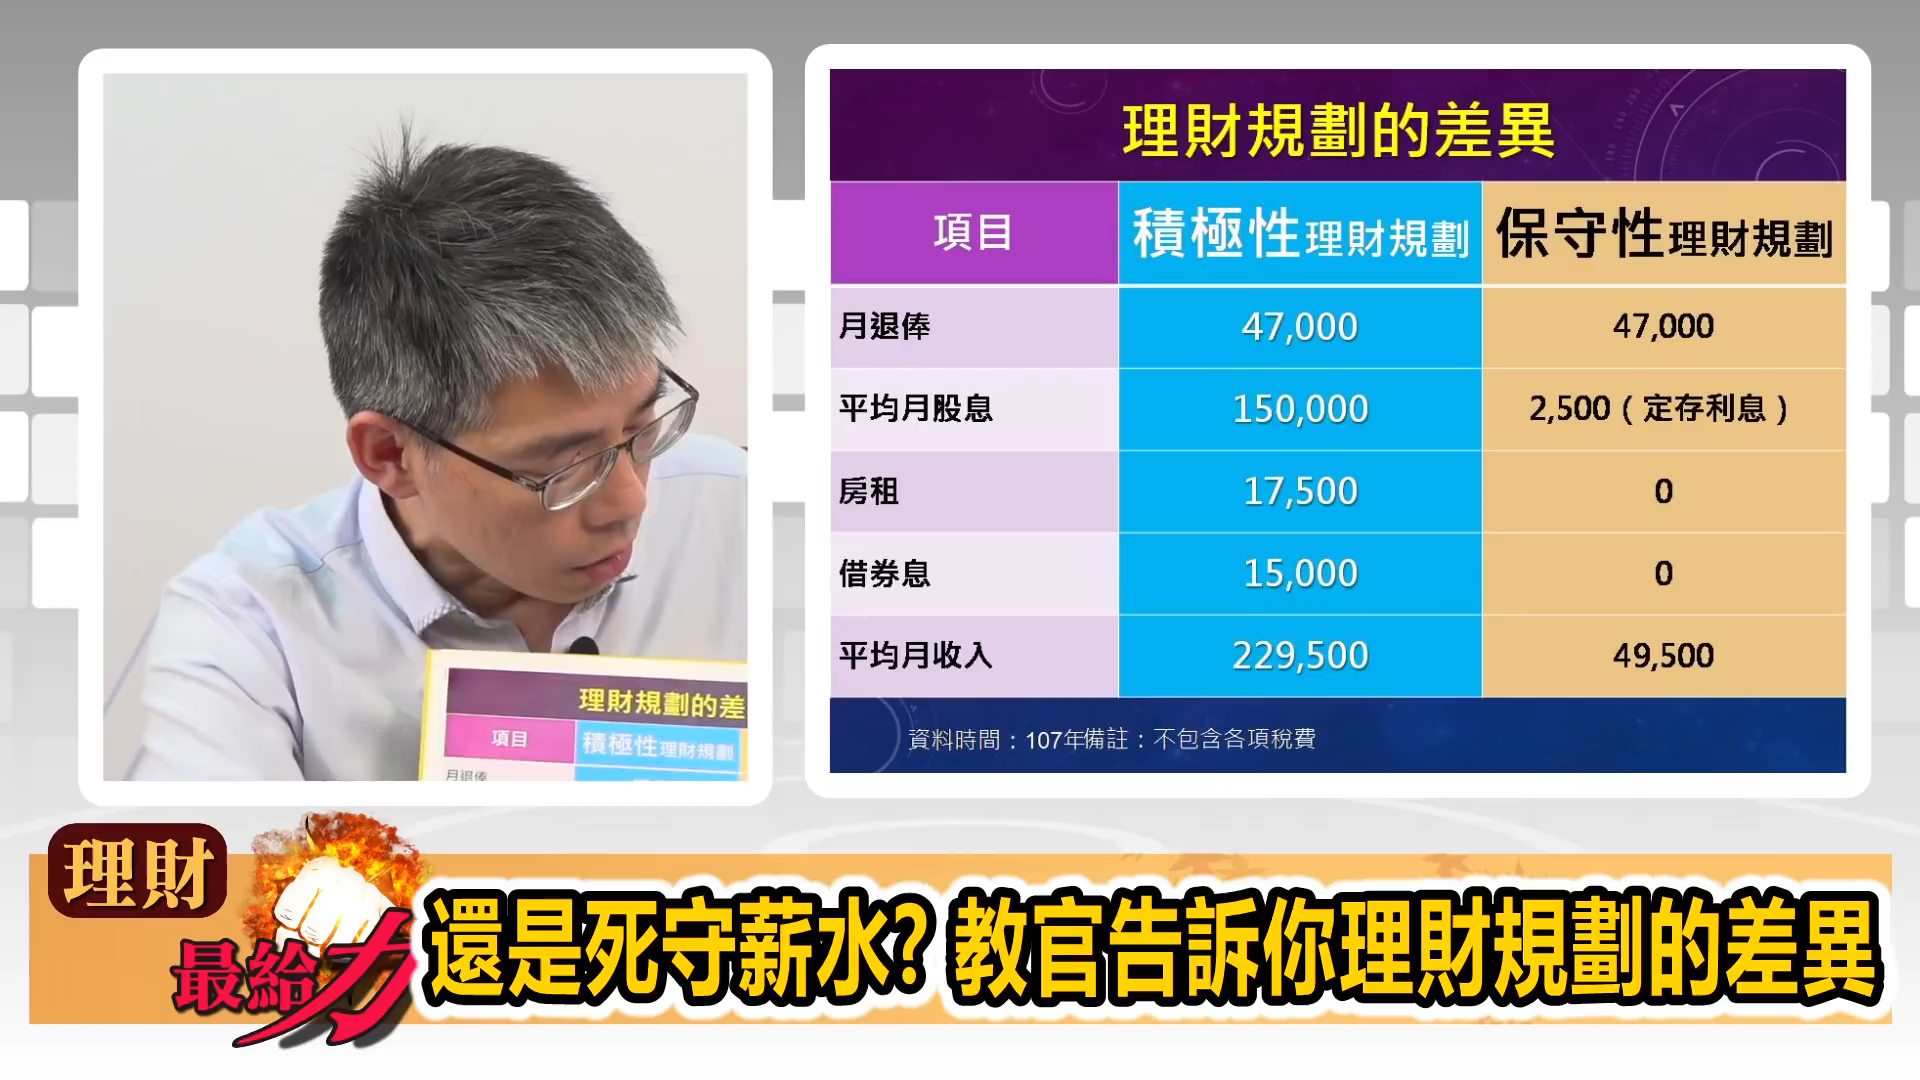 理財規劃的差異
項目 積極性理財規劃 保守性理財規劃
月退俸 47,000 47,000
平均月股息 150,000 2,500（定存利息）
房租 17,500 0
借券息 15,000 0
平均月收入 229,500 49,500
資料時間：107年備註：不包含各項稅費
理財規劃的差
項目 積極性理財規劃
月退俸
理財
最給力
還是死守薪水? 教官告訴你理財規劃的差異